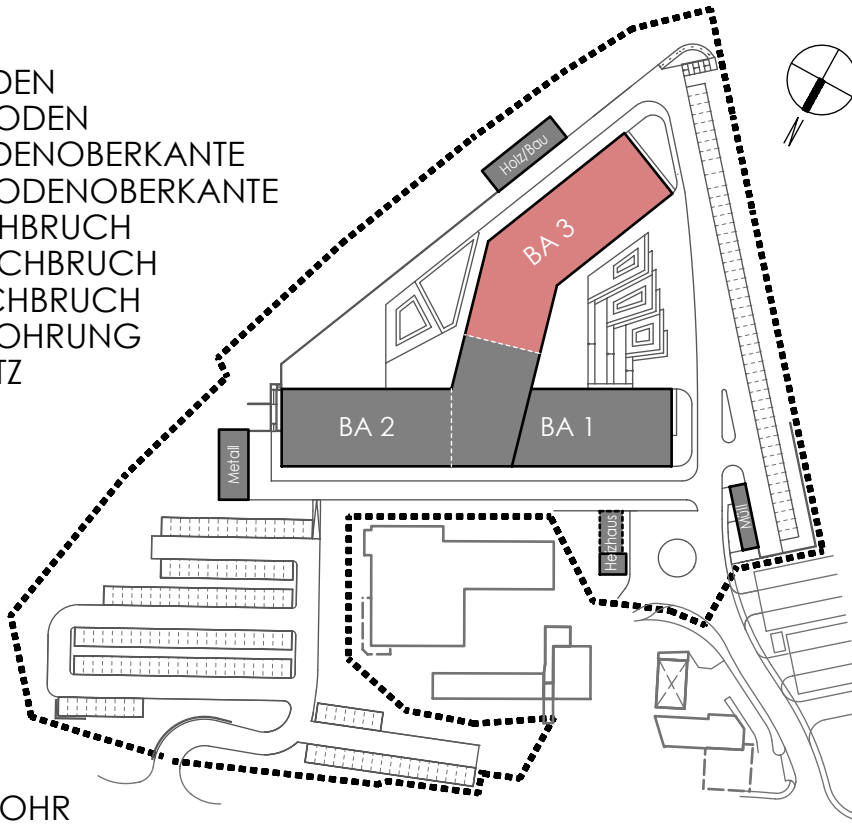 DEN
ODEN
DENOBERKANTE
ODENOBERKANTE
HBRUCH
CHBRUCH
CHBRUCH
OHRUNG
TZ
Holz/Bau
BA 3
BA 2
BA 1
Metall
Heizhaus
Müll
N
OHR